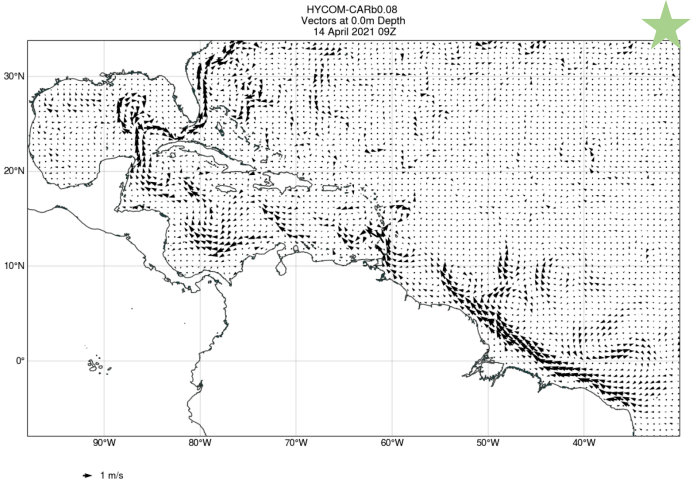 HYCOM-CARb0.08
Vectors at 0.0m Depth
14 April 2021 09Z
30°N
20°N
10°N
0°
90°W 80°W 70°W 60°W 50°W 40°W
1 m/s